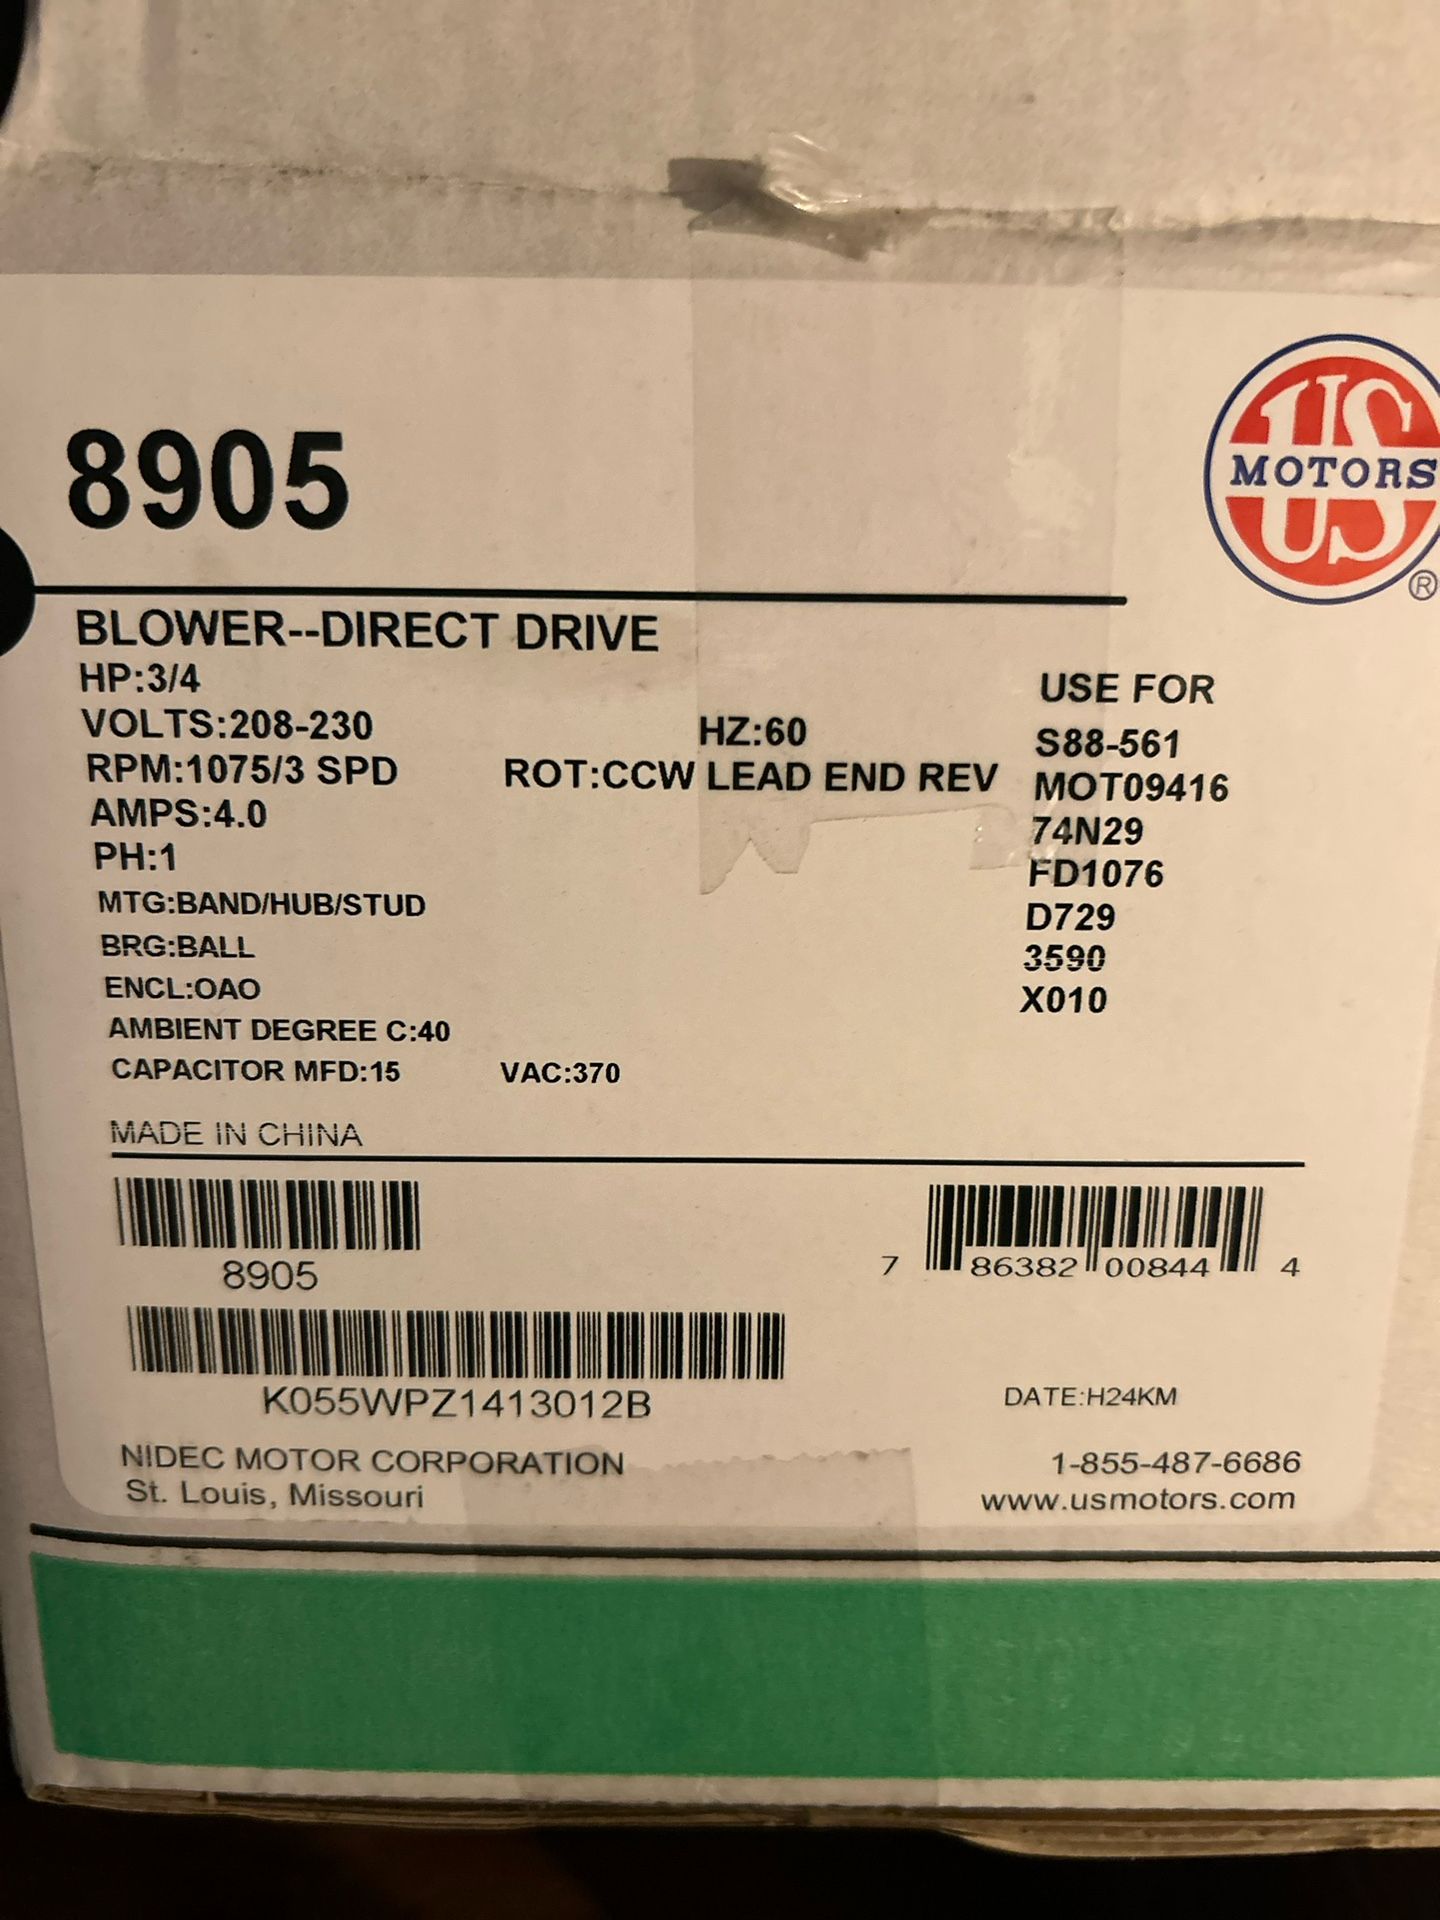 8905
US
MOTORS
®
BLOWER--DIRECT DRIVE
HP:3/4
VOLTS:208-230 HZ:60
RPM:1075/3 SPD ROT:CCW LEAD END REV
AMPS:4.0
PH:1
MTG:BAND/HUB/STUD
BRG:BALL
ENCL:OAO
AMBIENT DEGREE C:40
CAPACITOR MFD:15 VAC:370
USE FOR
S88-561
MOT09416
74N29
FD1076
D729
3590
X010
MADE IN CHINA
8905
7 86382 00844 4
K055WPZ1413012B
DATE:H24KM
NIDEC MOTOR CORPORATION
St. Louis, Missouri
1-855-487-6686
www.usmotors.com